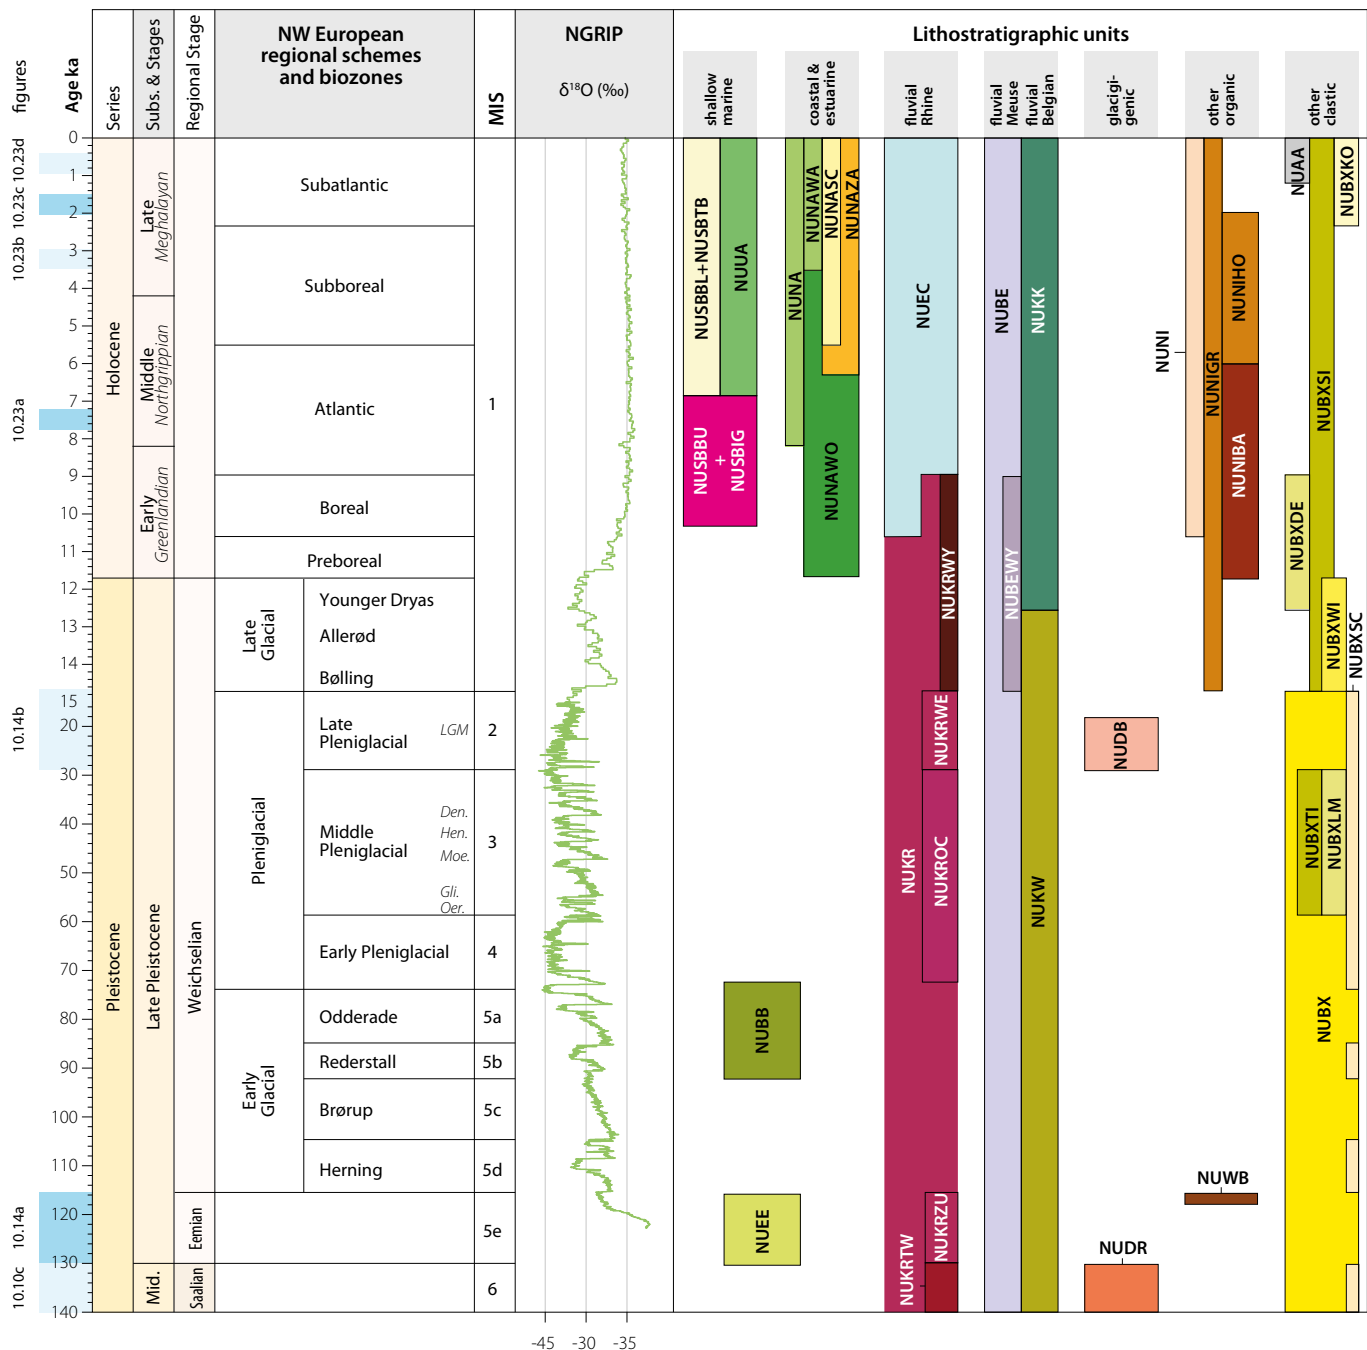 figures
Age ka
Series
Subs. & Stages
Regional Stage
NW European
regional schemes
and biozones
MIS
NGRIP
δ¹⁸O (‰)
Lithostratigraphic units
shallow
marine
coastal &
estuarine
fluvial
Rhine
fluvial
Meuse
fluvial
Belgian
glacigi-
genic
other
organic
other
clastic
10.23d
10.23c
10.23b
10.23a
10.14b
10.14a
10.10c
0
1
2
3
4
5
6
7
8
9
10
11
12
13
14
15
20
30
40
50
60
70
80
90
100
110
120
130
140
Holocene
Pleistocene
Late
Meghalayan
Middle
Northgrippian
Early
Greenlandian
Late Pleistocene
Mid.
Weichselian
Eemian
Saalian
Subatlantic
Subboreal
Atlantic
Boreal
Preboreal
Late
Glacial
Younger Dryas
Allerød
Bølling
Pleniglacial
Late
Pleniglacial
LGM
Middle
Pleniglacial
Den.
Hen.
Moe.
Gli.
Oer.
Early Pleniglacial
Early
Glacial
Odderade
Rederstall
Brørup
Herning
1
2
3
4
5a
5b
5c
5d
5e
6
-45
-30
-35
NUSBBL+NUSBTB
NUUA
NUSBBU
+
NUSBIG
NUNA
NUNAWA
NUNASC
NUNAZA
NUNAWO
NUBB
NUEE
NUEC
NUKRWY
NUKR
NUKRWE
NUKROC
NUKRZU
NUKRTW
NUBE
NUBEWY
NUKK
NUKW
NUDB
NUDR
NUNI
NUNIGR
NUNIHO
NUNIBA
NUWB
NUAA
NUBXKO
NUBXSI
NUBXDE
NUBXWI
NUBXSC
NUBXTI
NUBXLM
NUBX